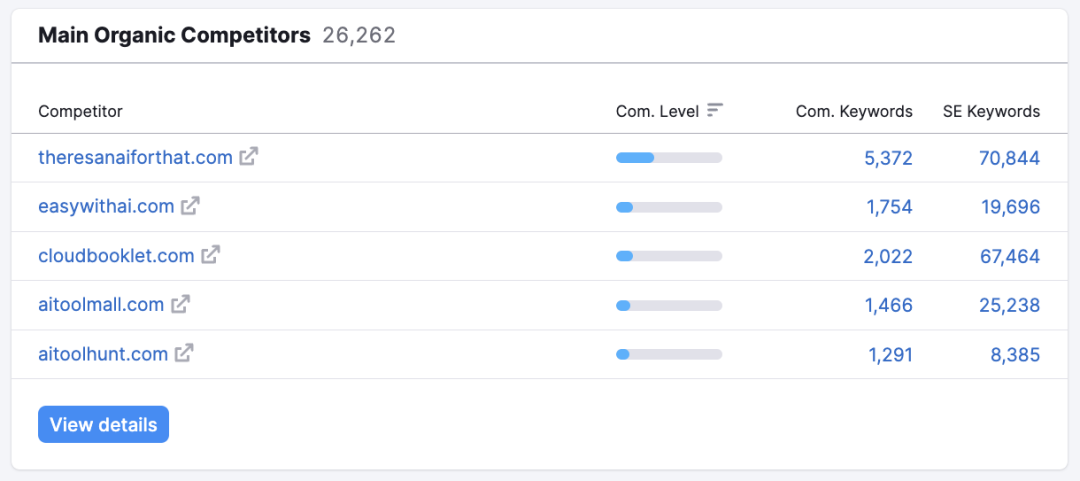 Main Organic Competitors 26,262
Competitor Com. Level Com. Keywords SE Keywords
theresanaiforthat.com 5,372 70,844
easywithai.com 1,754 19,696
cloudbooklet.com 2,022 67,464
aitoolmall.com 1,466 25,238
aitoolhunt.com 1,291 8,385
View details